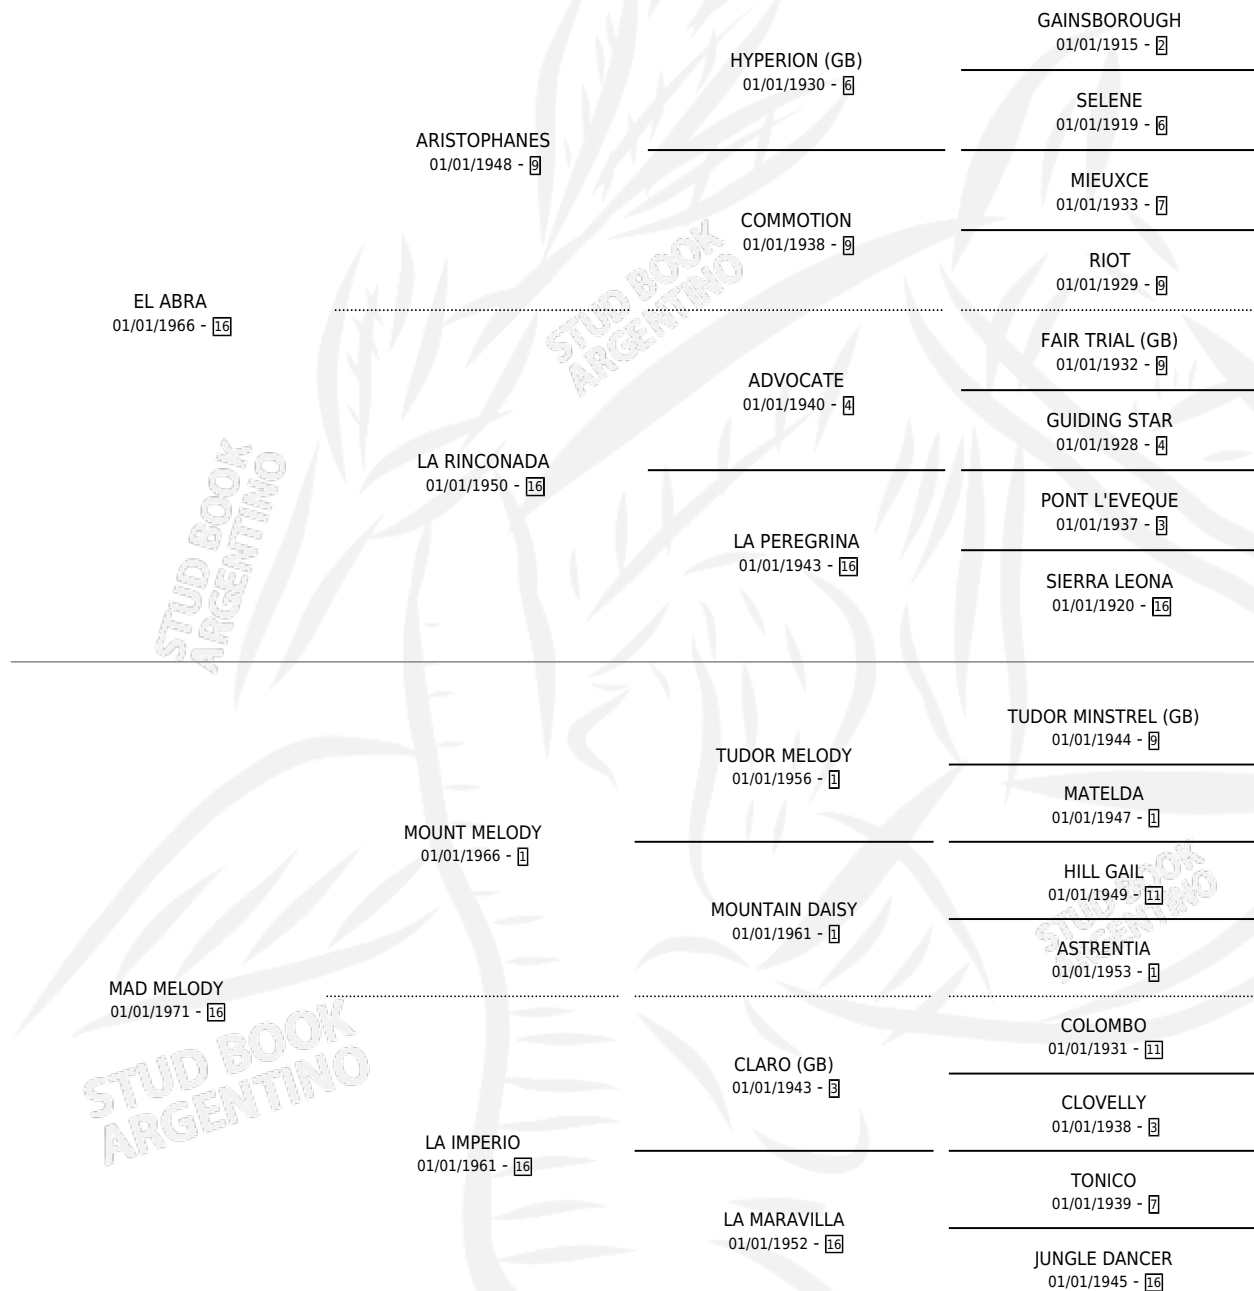 GAINSBOROUGH
01/01/1915 - 2
HYPERION (GB)
01/01/1930 - 6
SELENE
01/01/1919 - 6
ARISTOPHANES
01/01/1948 - 9
MIEUXCE
01/01/1933 - 7
COMMOTION
01/01/1938 - 9
RIOT
01/01/1929 - 9
EL ABRA
01/01/1966 - 16
FAIR TRIAL (GB)
01/01/1932 - 9
ADVOCATE
01/01/1940 - 4
GUIDING STAR
01/01/1928 - 4
LA RINCONADA
01/01/1950 - 16
PONT L'EVEQUE
01/01/1937 - 3
LA PEREGRINA
01/01/1943 - 16
SIERRA LEONA
01/01/1920 - 16
TUDOR MINSTREL (GB)
01/01/1944 - 9
TUDOR MELODY
01/01/1956 - 1
MATELDA
01/01/1947 - 1
MOUNT MELODY
01/01/1966 - 1
HILL GAIL
01/01/1949 - 11
MOUNTAIN DAISY
01/01/1961 - 1
ASTRENTIA
01/01/1953 - 1
MAD MELODY
01/01/1971 - 16
COLOMBO
01/01/1931 - 11
CLARO (GB)
01/01/1943 - 3
CLOVELLY
01/01/1938 - 3
LA IMPERIO
01/01/1961 - 16
TONICO
01/01/1939 - 7
LA MARAVILLA
01/01/1952 - 16
JUNGLE DANCER
01/01/1945 - 16
STUD BOOK
ARGENTINO
STUD BOOK
ARGENTINO
STUD BOOK
ARGENTINO
STUD BOOK
ARGENTINO